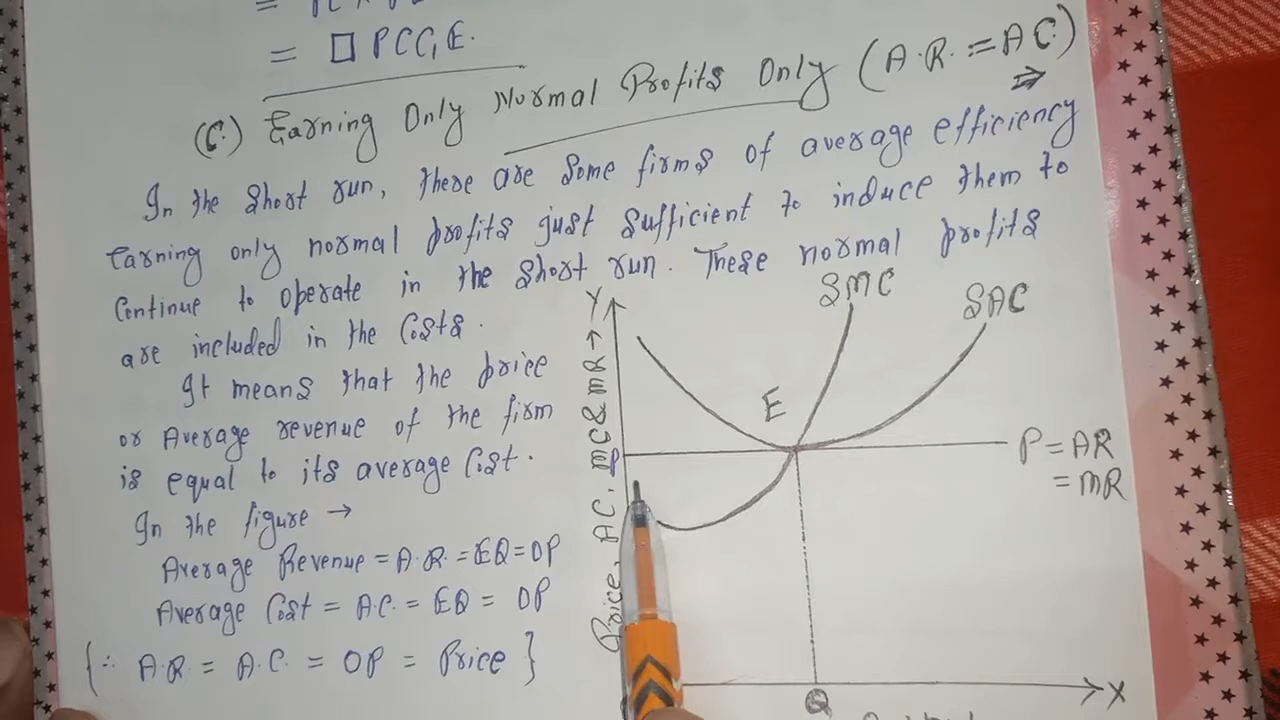 = □ PCC₁E.
(C.) Earning Only Normal Profits Only (A.R. = AC)
⇒
In the Short run, there are Some firms of average efficiency
Earning only normal profits just Sufficient to induce them to
Continue to operate in the Short run. These normal profits
are included in the Costs.
It means that the price
or Average revenue of the firm
is equal to its average Cost.
In the figure →
Average Revenue = A.R. = EQ = OP
Average Cost = A.C. = EQ = OP
{∴ A.R. = A.C. = OP = Price}
Y
SMC
SAC
E
P
P = AR
= MR
Price, AC,
Q
X